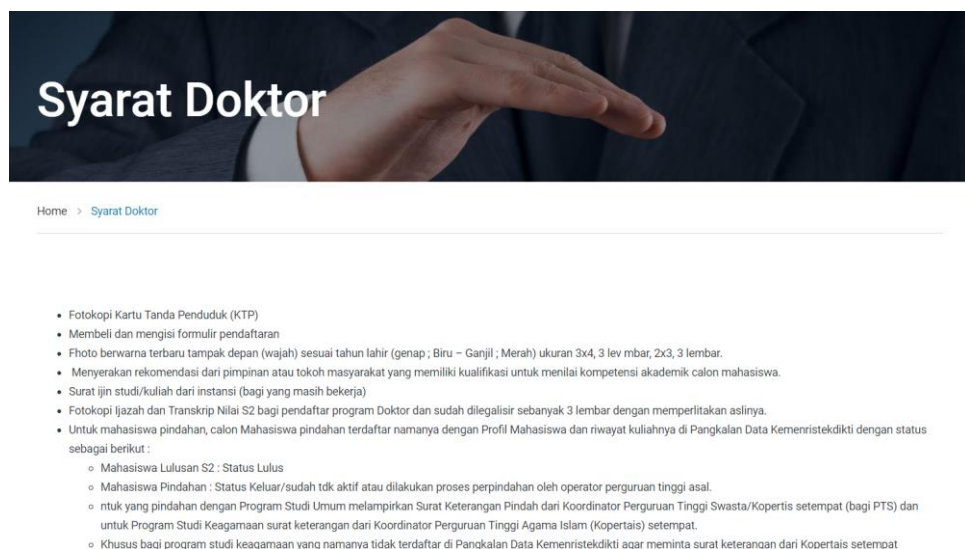 Syarat Doktor
Home > Syarat Doktor
• Fotokopi Kartu Tanda Penduduk (KTP)
• Membeli dan mengisi formulir pendaftaran
• Fhoto berwarna terbaru tampak depan (wajah) sesuai tahun lahir (genap ; Biru – Ganjil ; Merah) ukuran 3x4, 3 lev mbar, 2x3, 3 lembar.
• Menyerakan rekomendasi dari pimpinan atau tokoh masyarakat yang memiliki kualifikasi untuk menilai kompetensi akademik calon mahasiswa.
• Surat ijin studi/kuliah dari instansi (bagi yang masih bekerja)
• Fotokopi Ijazah dan Transkrip Nilai S2 bagi pendaftar program Doktor dan sudah dilegalisir sebanyak 3 lembar dengan memperlitakan aslinya.
• Untuk mahasiswa pindahan, calon Mahasiswa pindahan terdaftar namanya dengan Profil Mahasiswa dan riwayat kuliahnya di Pangkalan Data Kemenristekdikti dengan status
sebagai berikut :
◦ Mahasiswa Lulusan S2 : Status Lulus
◦ Mahasiswa Pindahan : Status Keluar/sudah tdk aktif atau dilakukan proses perpindahan oleh operator perguruan tinggi asal.
◦ ntuk yang pindahan dengan Program Studi Umum melampirkan Surat Keterangan Pindah dari Koordinator Perguruan Tinggi Swasta/Kopertis setempat (bagi PTS) dan
untuk Program Studi Keagamaan surat keterangan dari Koordinator Perguruan Tinggi Agama Islam (Kopertais) setempat.
◦ Khusus bagi program studi keagamaan yang namanya tidak terdaftar di Pangkalan Data Kemenristekdikti agar meminta surat keterangan dari Kopertais setempat